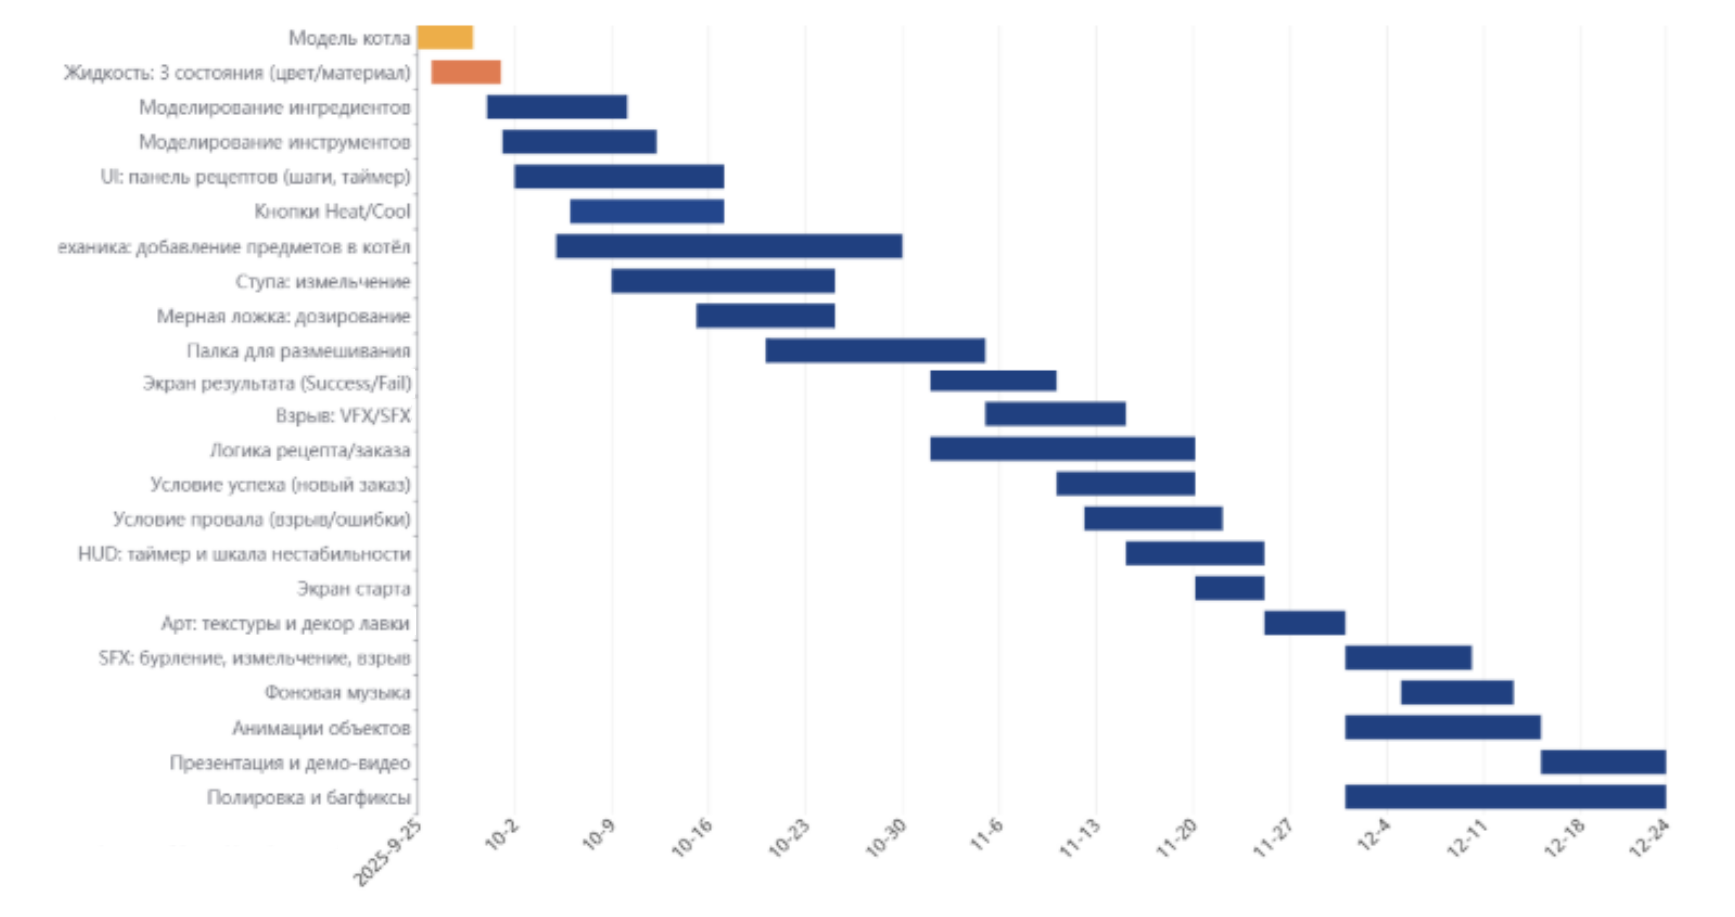 Модель котла
Жидкость: 3 состояния (цвет/материал)
Моделирование ингредиентов
Моделирование инструментов
UI: панель рецептов (шаги, таймер)
Кнопки Heat/Cool
еханика: добавление предметов в котёл
Ступа: измельчение
Мерная ложка: дозирование
Палка для размешивания
Экран результата (Success/Fail)
Взрыв: VFX/SFX
Логика рецепта/заказа
Условие успеха (новый заказ)
Условие провала (взрыв/ошибки)
HUD: таймер и шкала нестабильности
Экран старта
Арт: текстуры и декор лавки
SFX: бурление, измельчение, взрыв
Фоновая музыка
Анимации объектов
Презентация и демо-видео
Полировка и багфиксы
2025-9-25
10-2
10-9
10-16
10-23
10-30
11-6
11-13
11-20
11-27
12-4
12-11
12-18
12-24